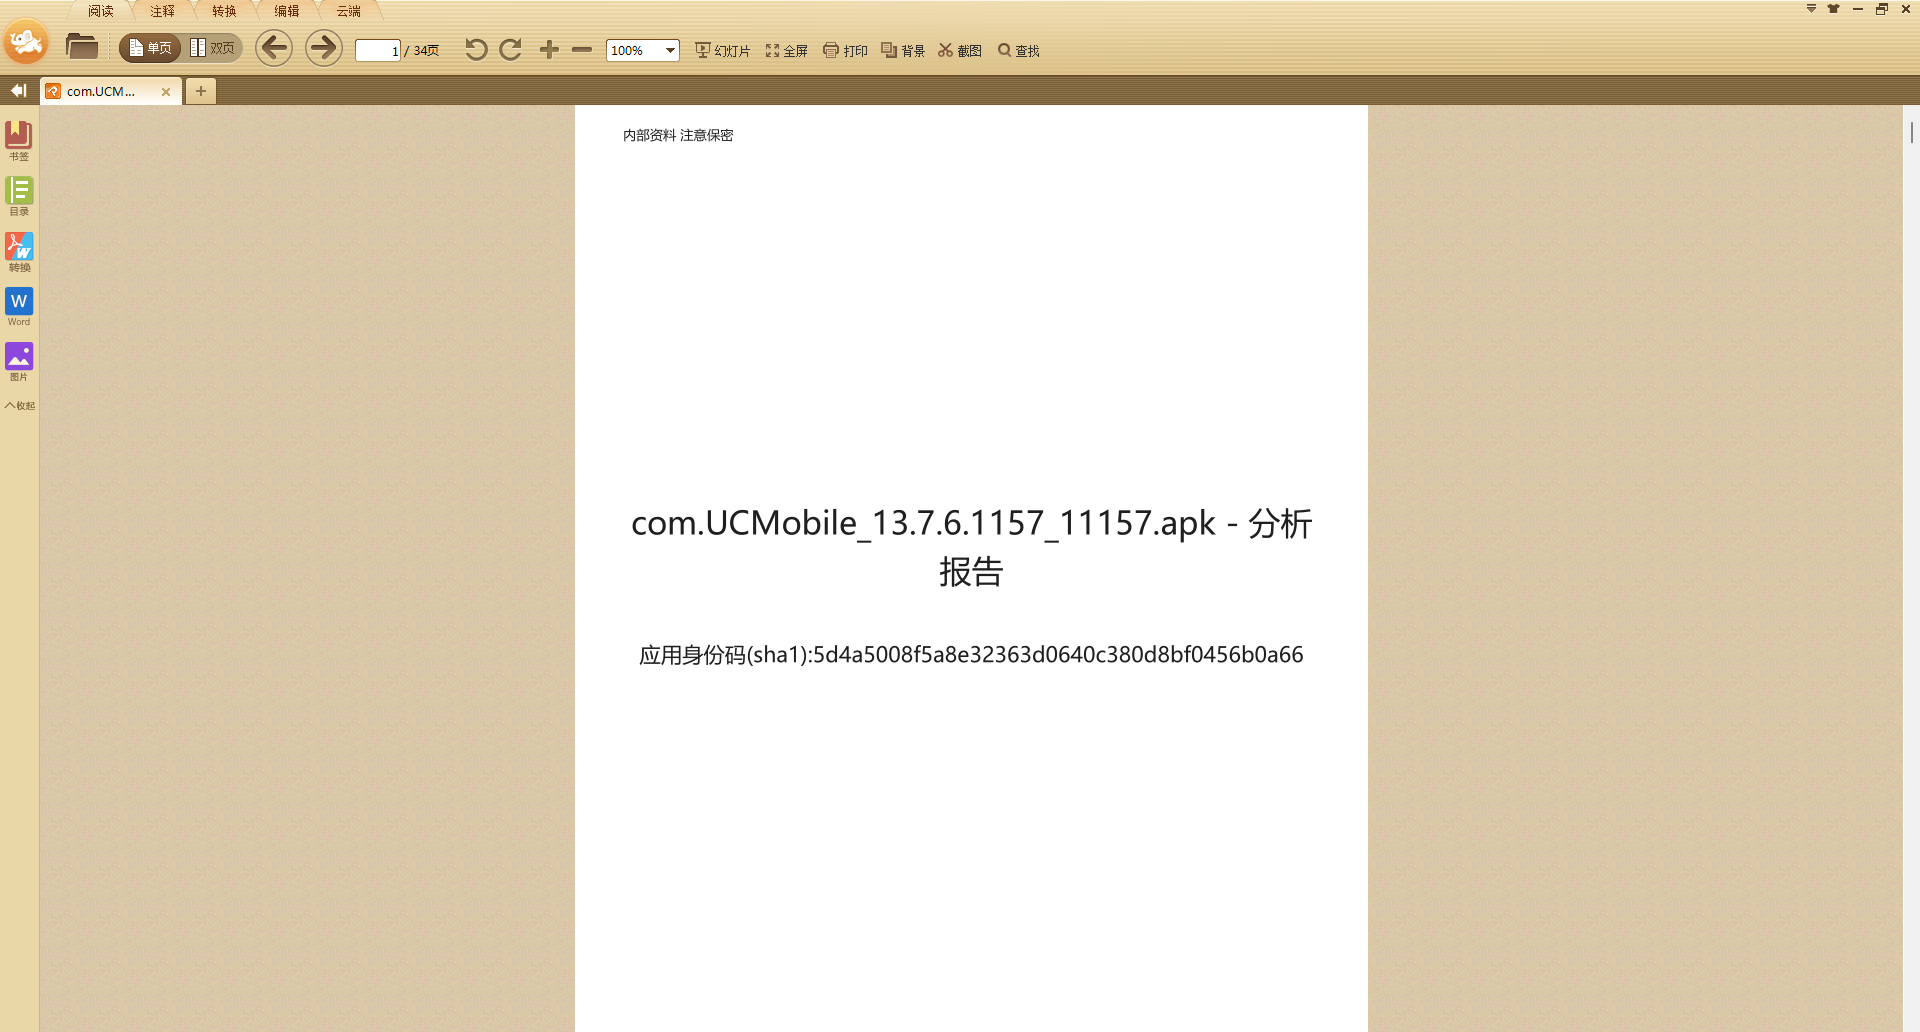 阅读 注释 转换 编辑 云端
单页 双页 1 / 34页 100% 幻灯片 全屏 打印 背景 截图 查找
com.UCM... +
书签
目录
转换
W
Word
图片
收起
内部资料 注意保密
com.UCMobile_13.7.6.1157_11157.apk - 分析
报告
应用身份码(sha1):5d4a5008f5a8e32363d0640c380d8bf0456b0a66